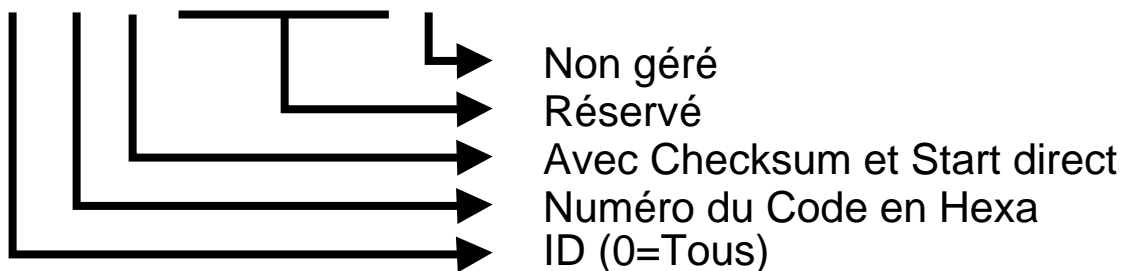 Non géré
Réservé
Avec Checksum et Start direct
Numéro du Code en Hexa
ID (0=Tous)